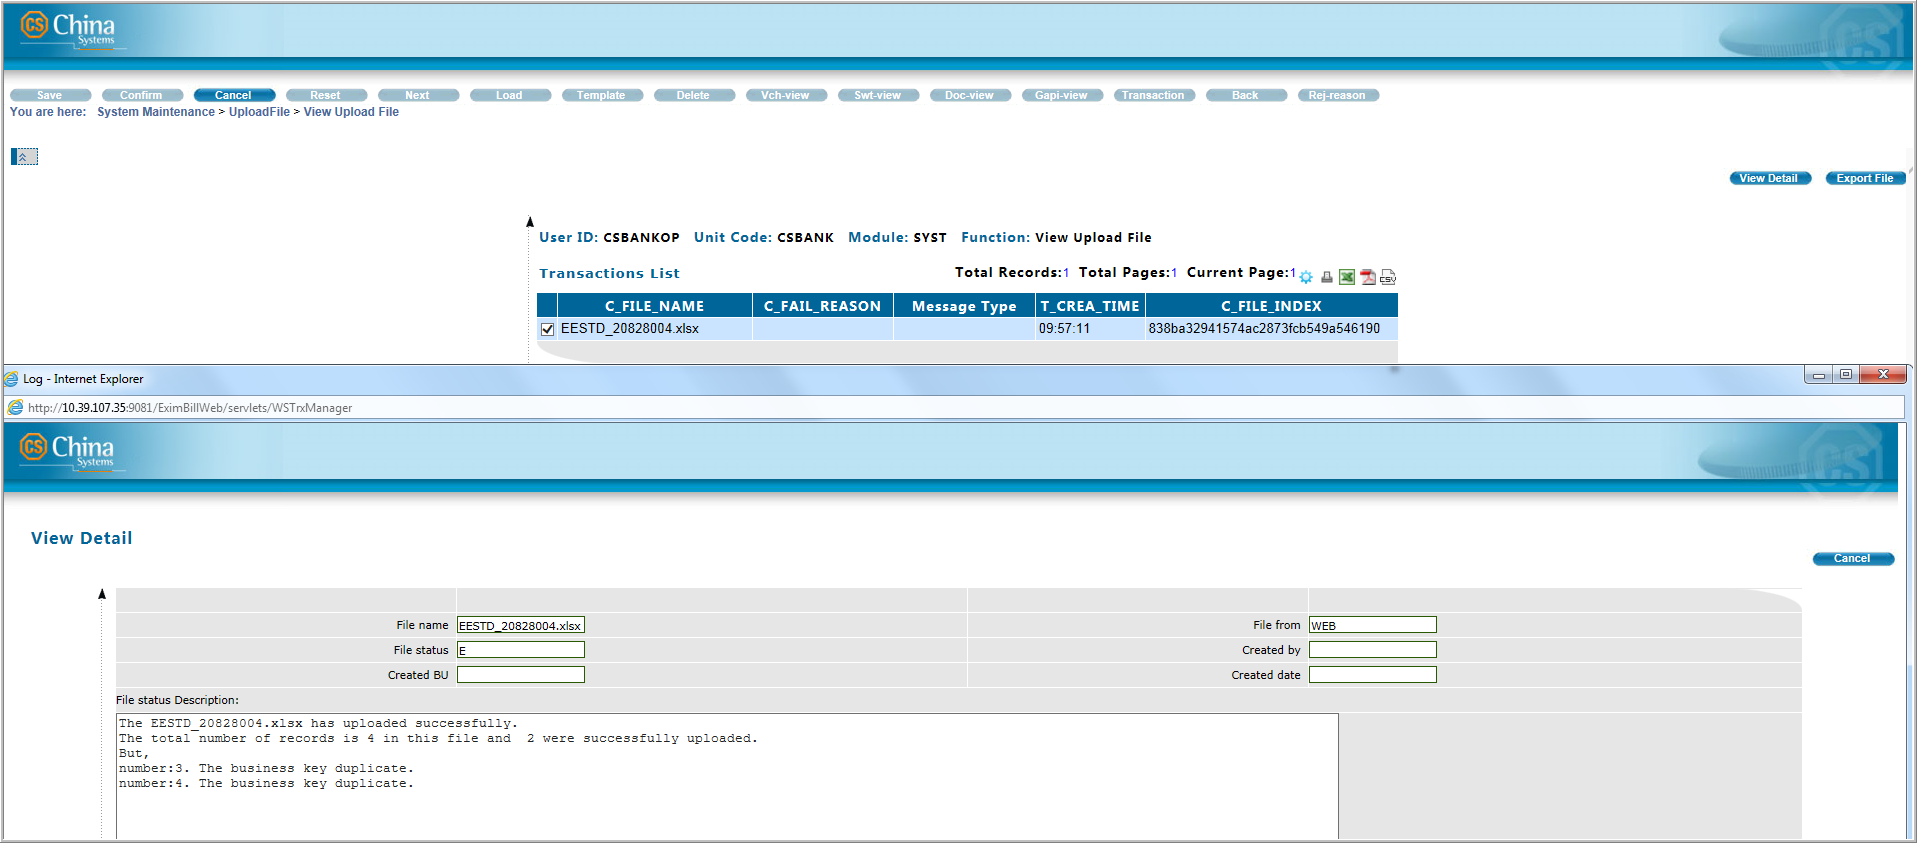 CS China Systems
CSI
Save Confirm Cancel Reset Next Load Template Delete Vch-view Swt-view Doc-view Gapi-view Transaction Back Rej-reason
You are here: System Maintenance > UploadFile > View Upload File
View Detail Export File
User ID: CSBANKOP Unit Code: CSBANK Module: SYST Function: View Upload File
Transactions List Total Records:1 Total Pages:1 Current Page:1 CSV
C_FILE_NAME C_FAIL_REASON Message Type T_CREA_TIME C_FILE_INDEX
EESTD_20828004.xlsx 09:57:11 838ba32941574ac2873fcb549a546190
Log - Internet Explorer
http://10.39.107.35:9081/EximBillWeb/servlets/WSTrxManager
CS China Systems
CSI
View Detail
Cancel
File name EESTD_20828004.xlsx File from WEB
File status E Created by
Created BU Created date
File status Description:
The EESTD_20828004.xlsx has uploaded successfully.
The total number of records is 4 in this file and  2 were successfully uploaded.
But,
number:3. The business key duplicate.
number:4. The business key duplicate.